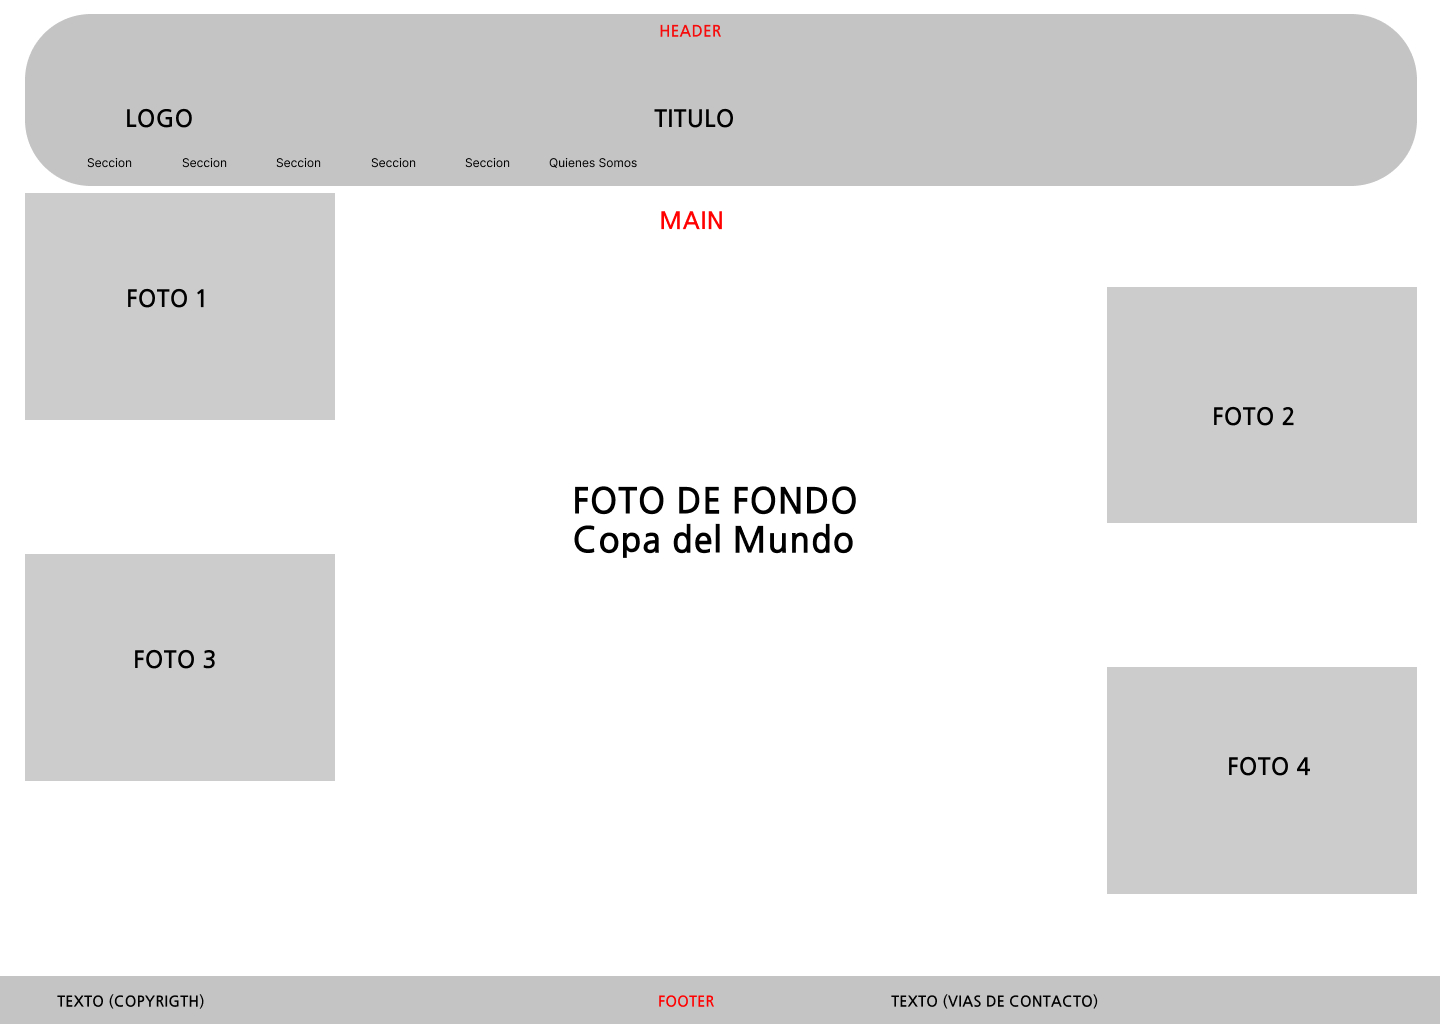 HEADER
LOGO
TITULO
Seccion
Seccion
Seccion
Seccion
Seccion
Quienes Somos
MAIN
FOTO 1
FOTO 2
FOTO DE FONDO
Copa del Mundo
FOTO 3
FOTO 4
TEXTO (COPYRIGTH)
FOOTER
TEXTO (VIAS DE CONTACTO)